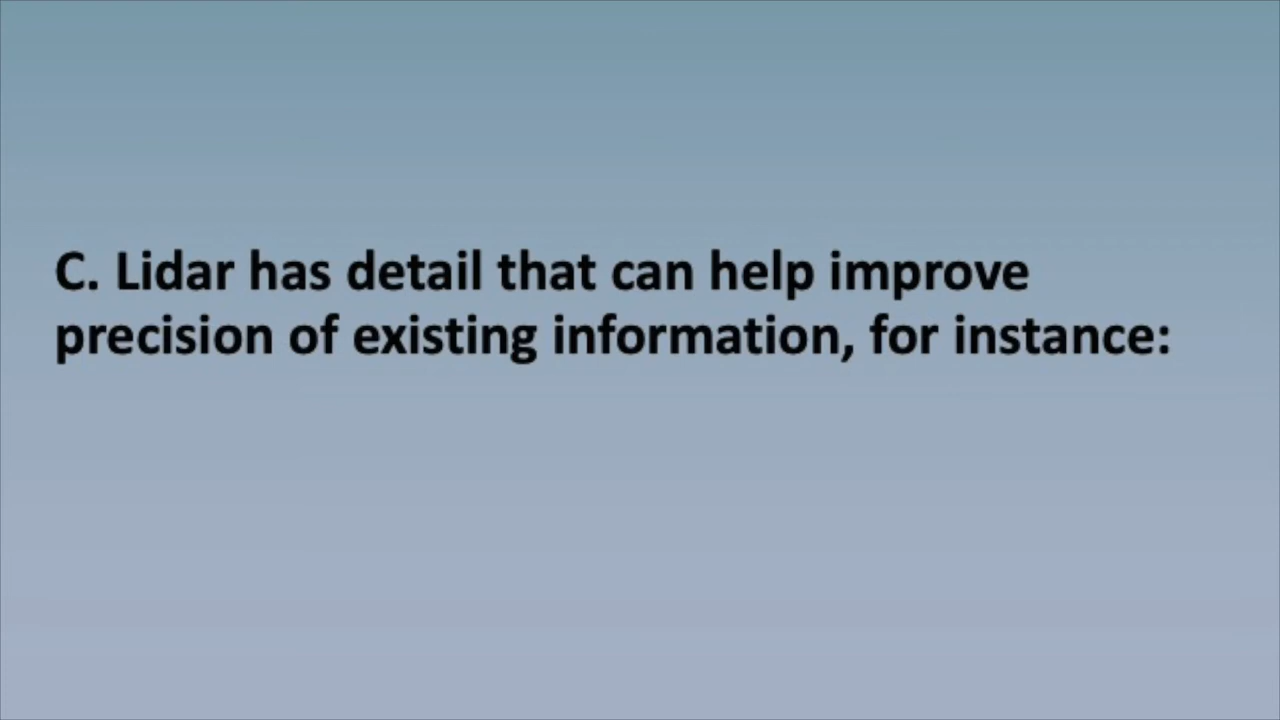 C. Lidar has detail that can help improve
precision of existing information, for instance: